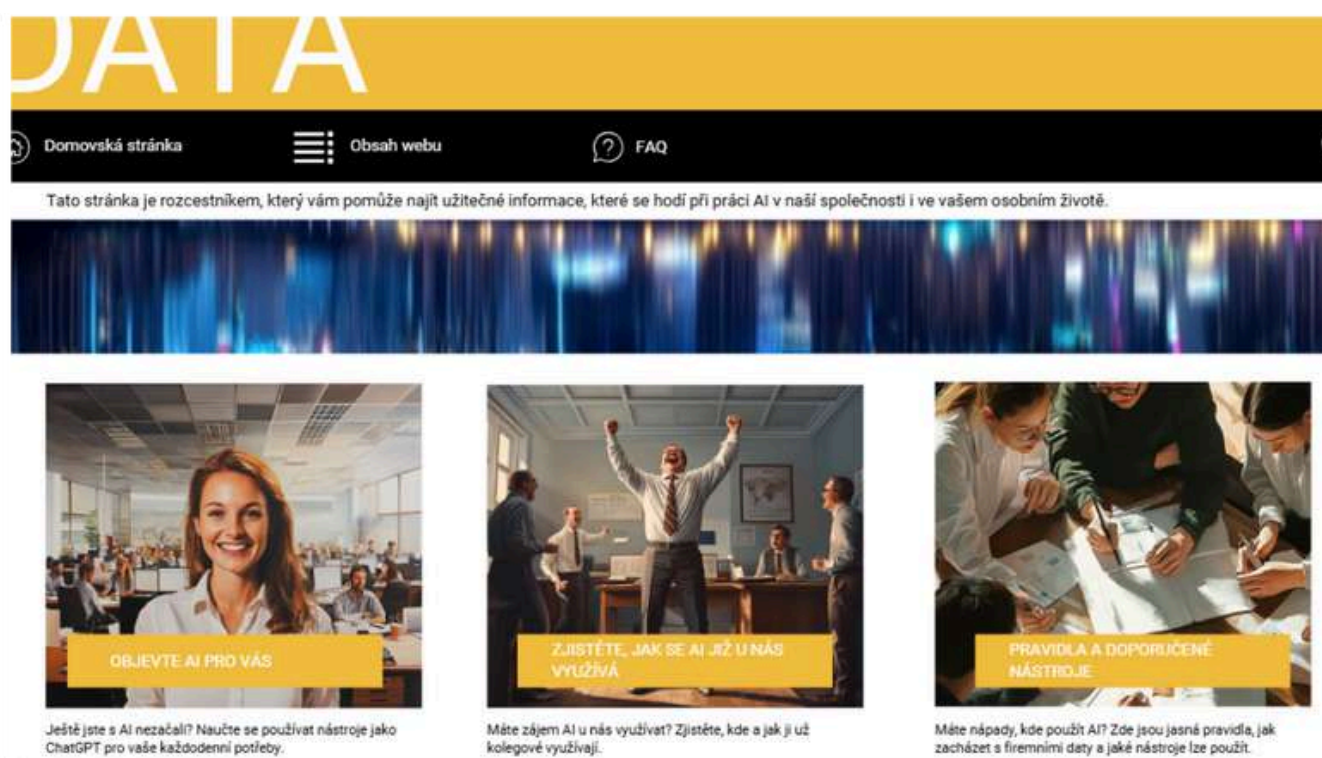 DATA
Domovská stránka
Obsah webu
FAQ
Tato stránka je rozcestníkem, který vám pomůže najít užitečné informace, které se hodí při práci AI v naší společnosti i ve vašem osobním životě.
OBJEVTE AI PRO VÁS
Ještě jste s AI nezačali? Naučte se používat nástroje jako
ChatGPT pro vaše každodenní potřeby.
ZJISTĚTE, JAK SE AI JIŽ U NÁS
VYUŽÍVÁ
Máte zájem AI u nás využívat? Zjistěte, kde a jak ji už
kolegové využívají.
PRAVIDLA A DOPORUČENÉ
NÁSTROJE
Máte nápady, kde použít AI? Zde jsou jasná pravidla, jak
zacházet s firemními daty a jaké nástroje lze použít.